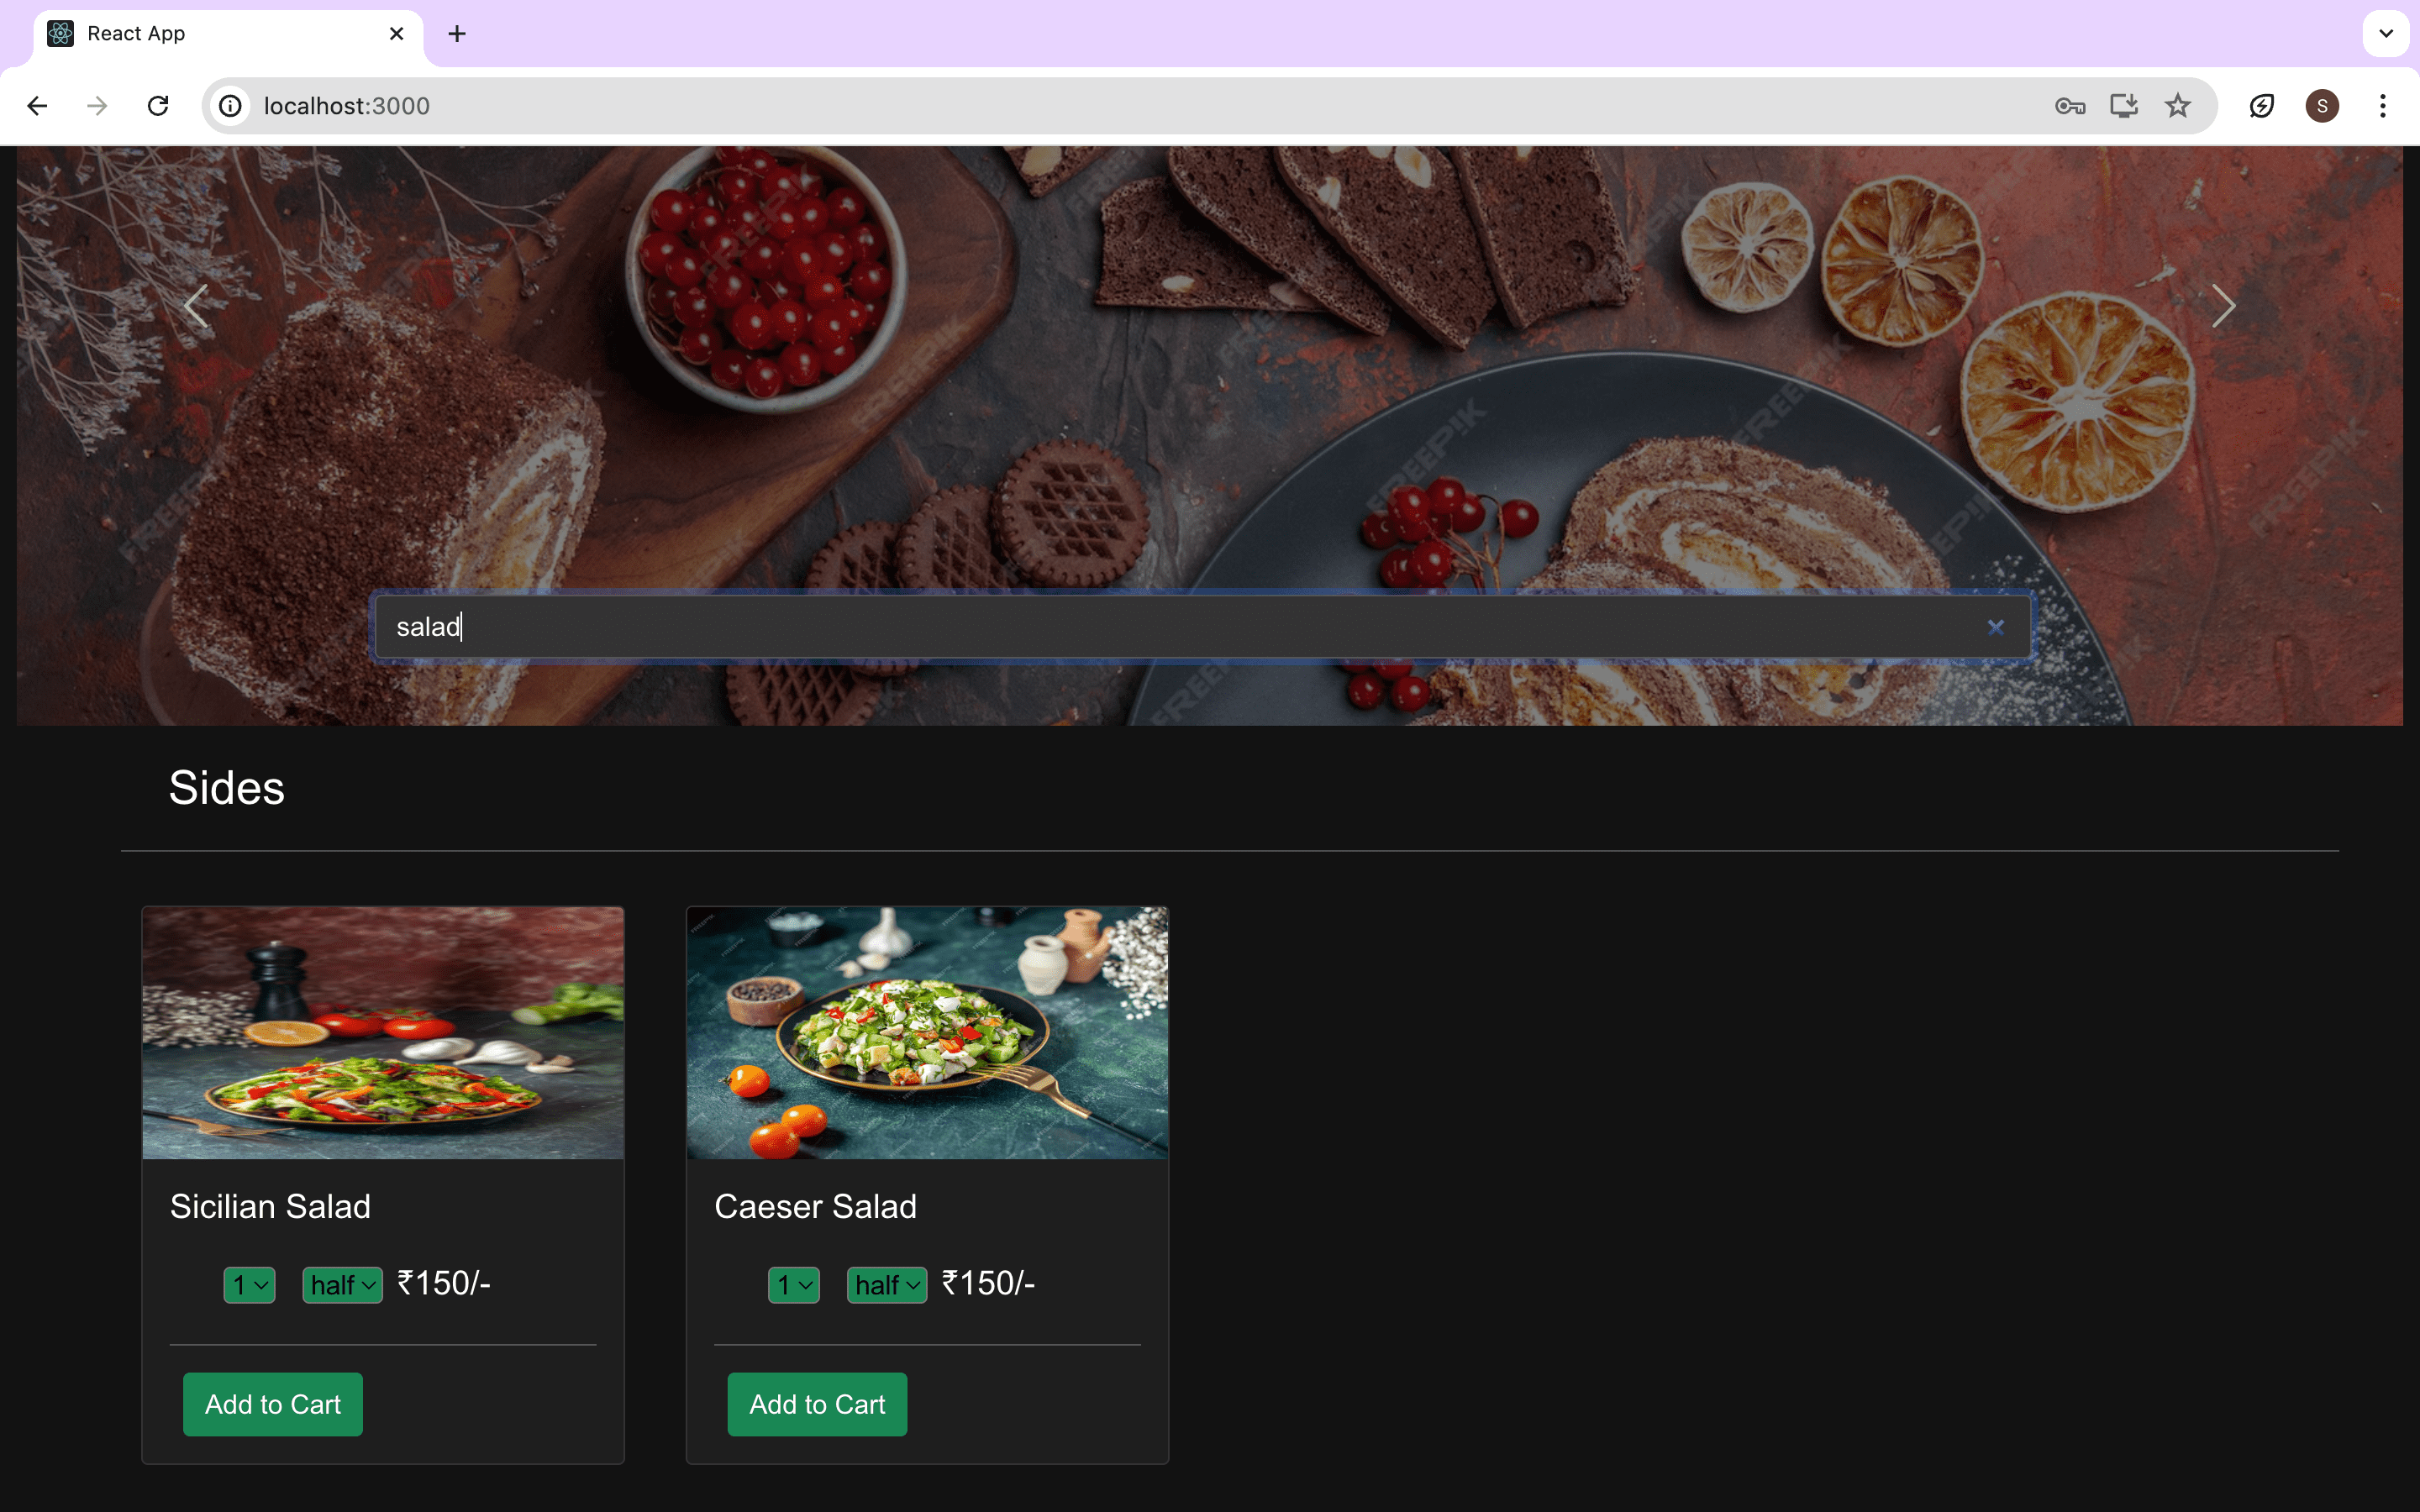 React App
localhost:3000
S
FREEPIK
salad
Sides
Sicilian Salad
Caeser Salad
1 half ₹150/-
1 half ₹150/-
Add to Cart
Add to Cart